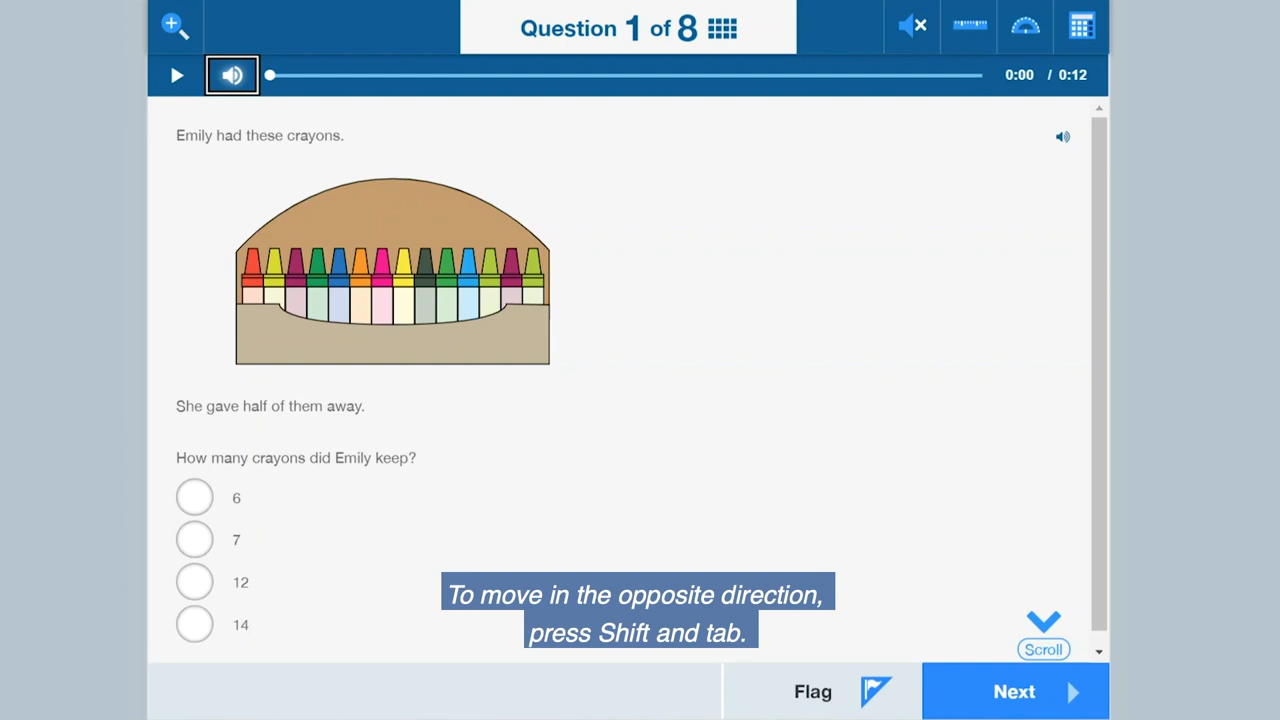 Question 1 of 8
0:00 / 0:12
Emily had these crayons.
She gave half of them away.
How many crayons did Emily keep?
6
7
12
14
To move in the opposite direction,
press Shift and tab.
Scroll
Flag
Next